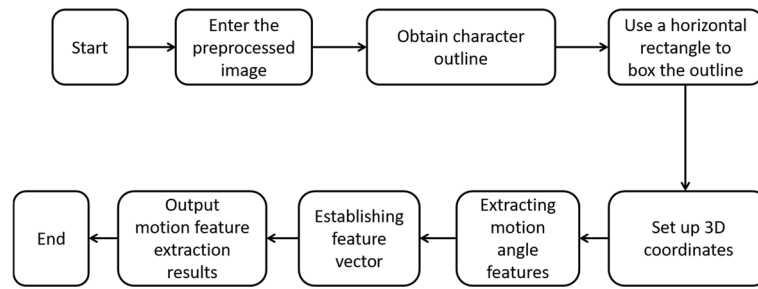 Start
Enter the
preprocessed
image
Obtain character
outline
Use a horizontal
rectangle to
box the outline
Set up 3D
coordinates
Extracting
motion
angle
features
Establishing
feature
vector
Output
motion feature
extraction
results
End